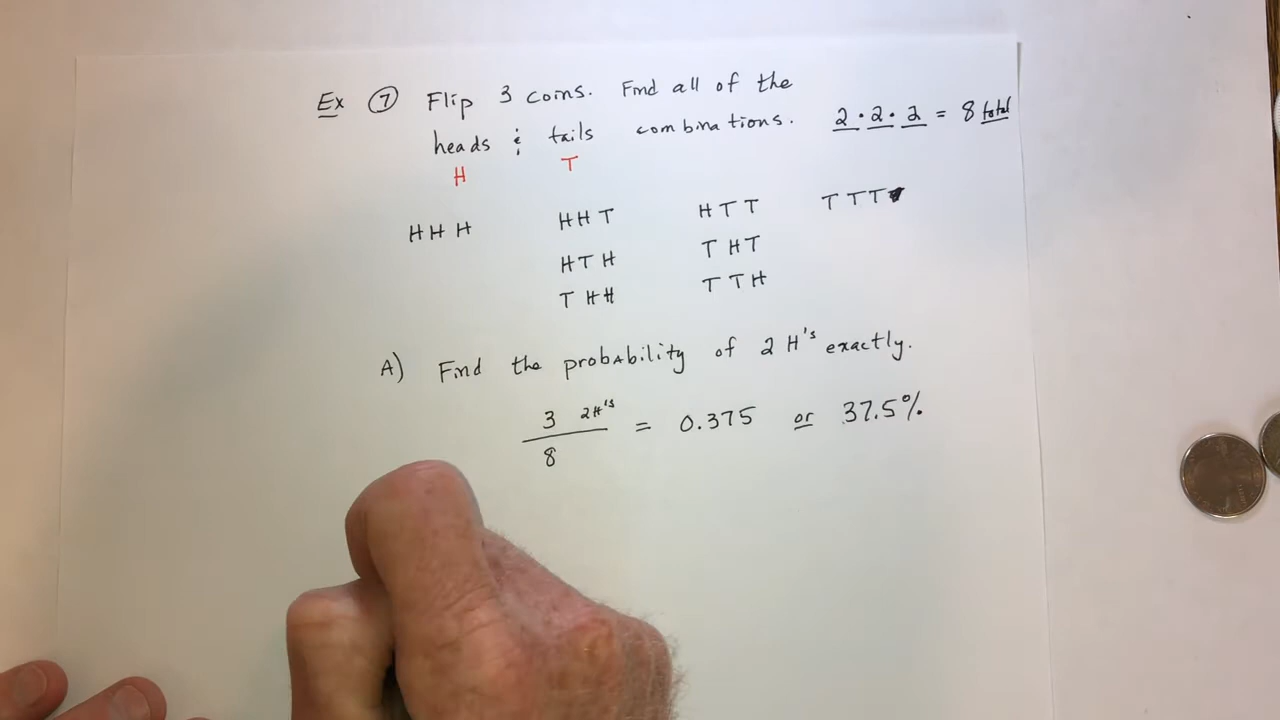 Ex ⑦ Flip 3 coins. Find all of the
heads & tails combinations. 2 · 2 · 2 = 8 total
H T
HHH HHT HTT TTT
HTH THT
THH TTH
A) Find the probability of 2 H's exactly.
3 2H's
8 = 0.375 or 37.5%